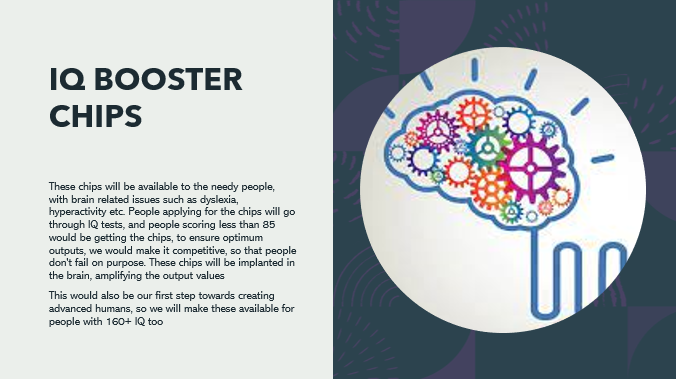 IQ BOOSTER
CHIPS
These chips will be available to the needy people,
with brain related issues such as dyslexia,
hyperactivity etc. People applying for the chips will go
through IQ tests, and people scoring less than 85
would be getting the chips, to ensure optimum
outputs, we would make it competitive, so that people
don't fail on purpose. These chips will be implanted in
the brain, amplifying the output values
This would also be our first step towards creating
advanced humans, so we will make these available for
people with 160+ IQ too